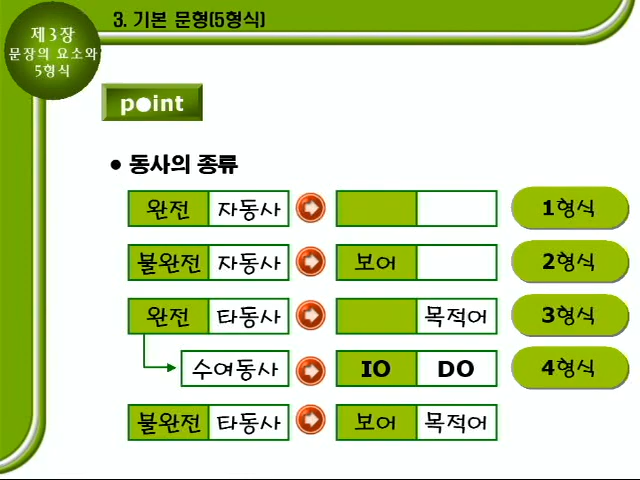 3. 기본 문형(5형식)
제3장
문장의 요소와
5형식
point
• 동사의 종류
완전 자동사 1형식
불완전 자동사 보어 2형식
완전 타동사 목적어 3형식
수여동사 IO DO 4형식
불완전 타동사 보어 목적어